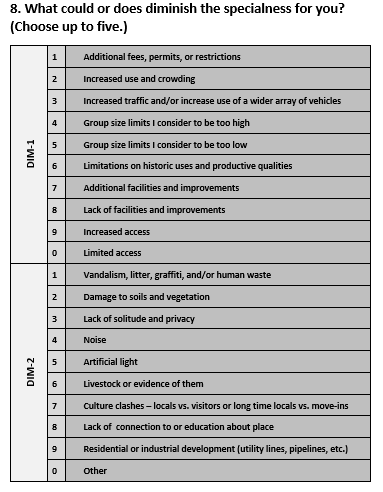 8. What could or does diminish the specialness for you?
(Choose up to five.)
DIM-1
1 Additional fees, permits, or restrictions
2 Increased use and crowding
3 Increased traffic and/or increase use of a wider array of vehicles
4 Group size limits I consider to be too high
5 Group size limits I consider to be too low
6 Limitations on historic uses and productive qualities
7 Additional facilities and improvements
8 Lack of facilities and improvements
9 Increased access
0 Limited access
DIM-2
1 Vandalism, litter, graffiti, and/or human waste
2 Damage to soils and vegetation
3 Lack of solitude and privacy
4 Noise
5 Artificial light
6 Livestock or evidence of them
7 Culture clashes – locals vs. visitors or long time locals vs. move-ins
8 Lack of connection to or education about place
9 Residential or industrial development (utility lines, pipelines, etc.)
0 Other